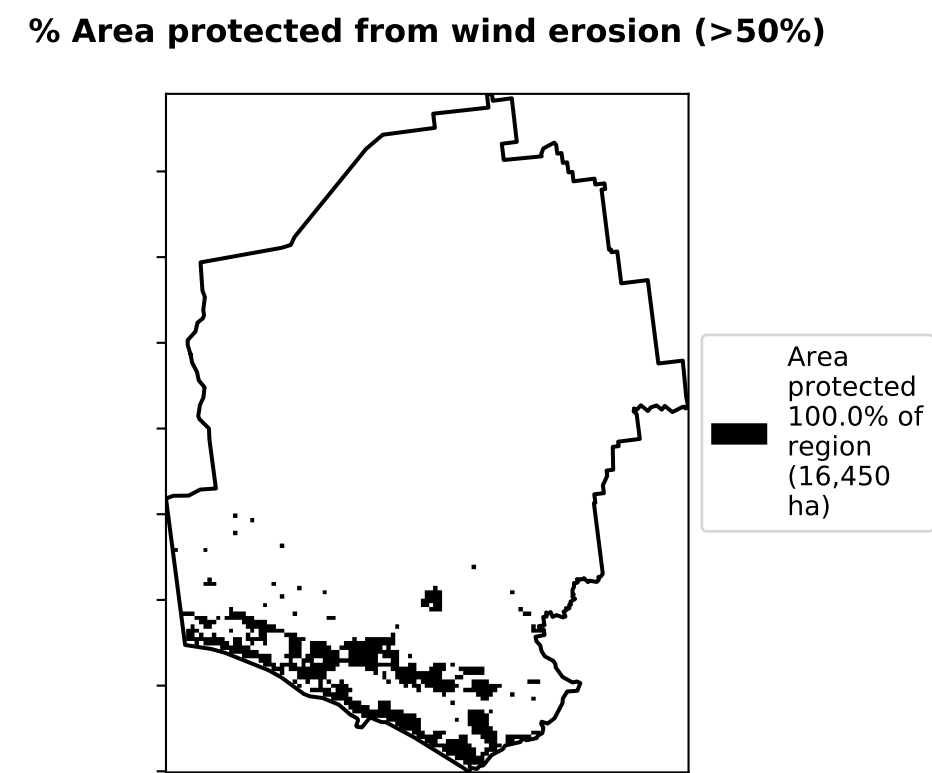 % Area protected from wind erosion (>50%)
Area
protected
100.0% of
region
(16,450
ha)